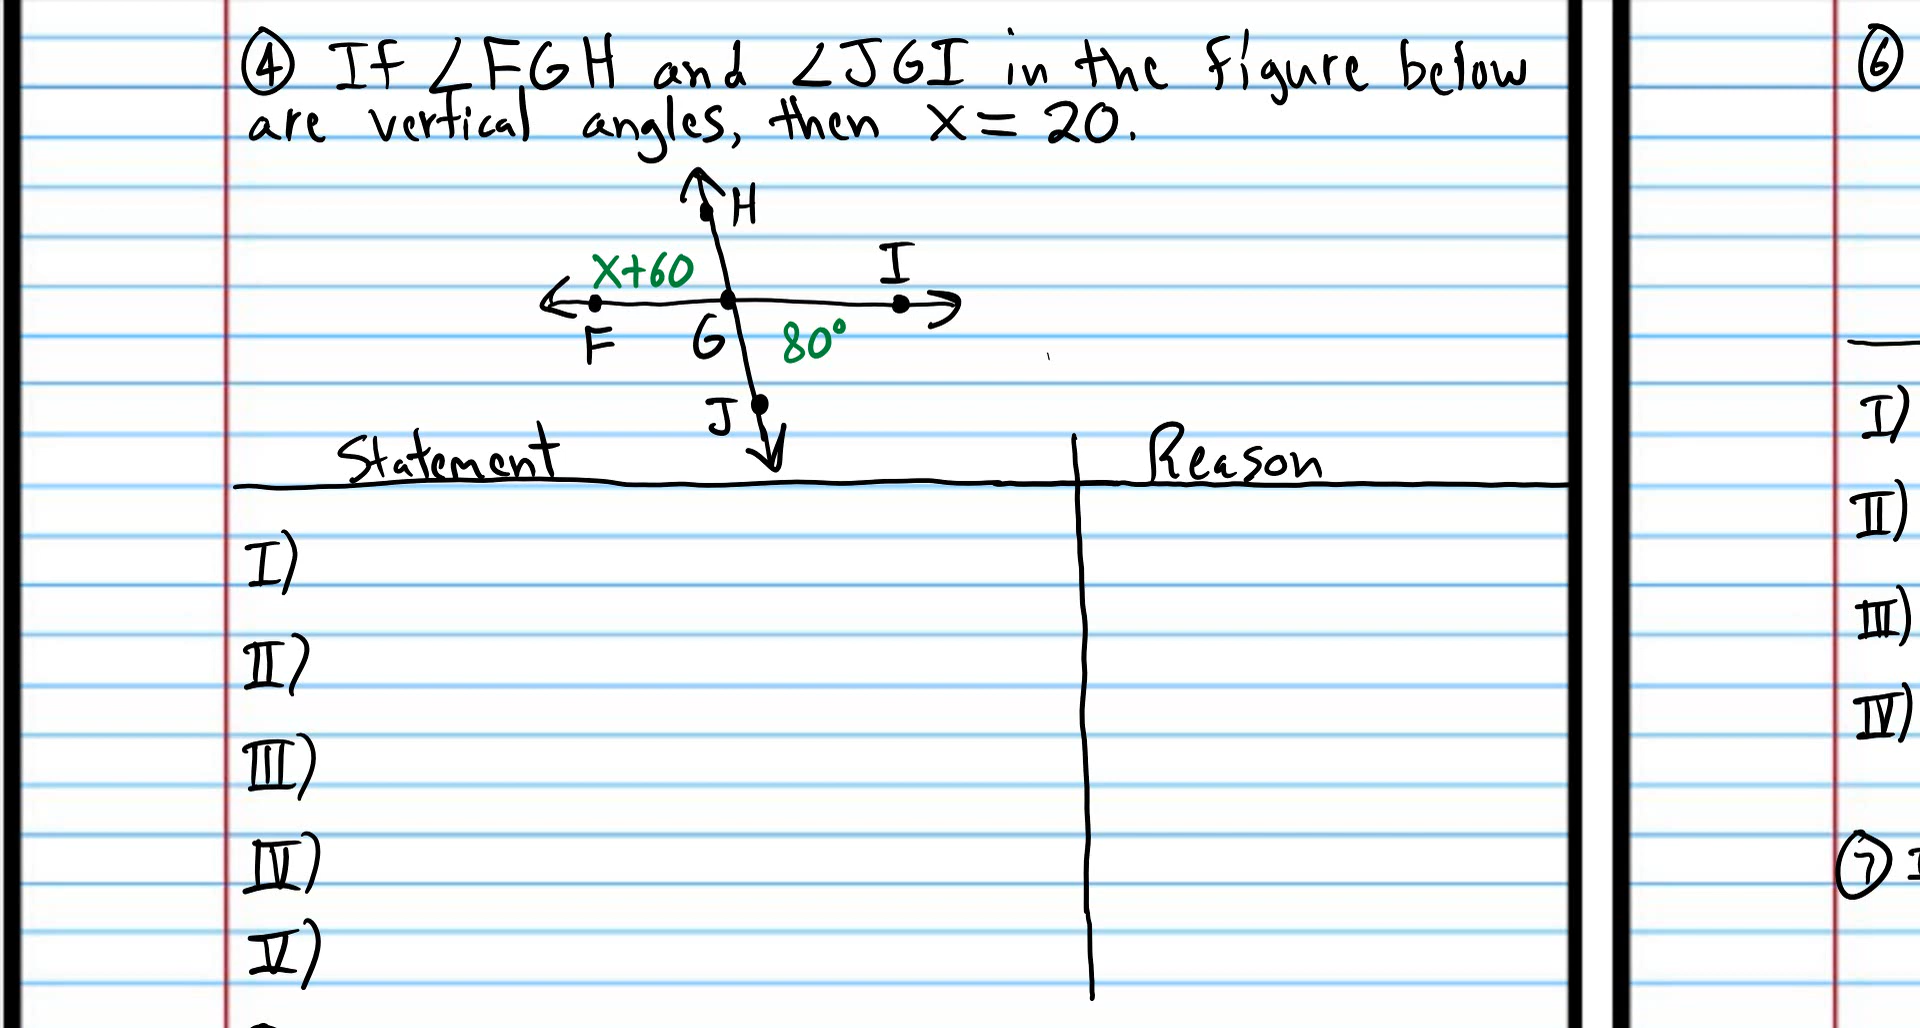 ④ If ∠FGH and ∠JGI in the figure below
are vertical angles, then x = 20.
H
x+60
I
F
G
80°
J
Statement
Reason
I)
II)
III)
IV)
V)
⑥
I)
II)
III)
IV)
⑦ I